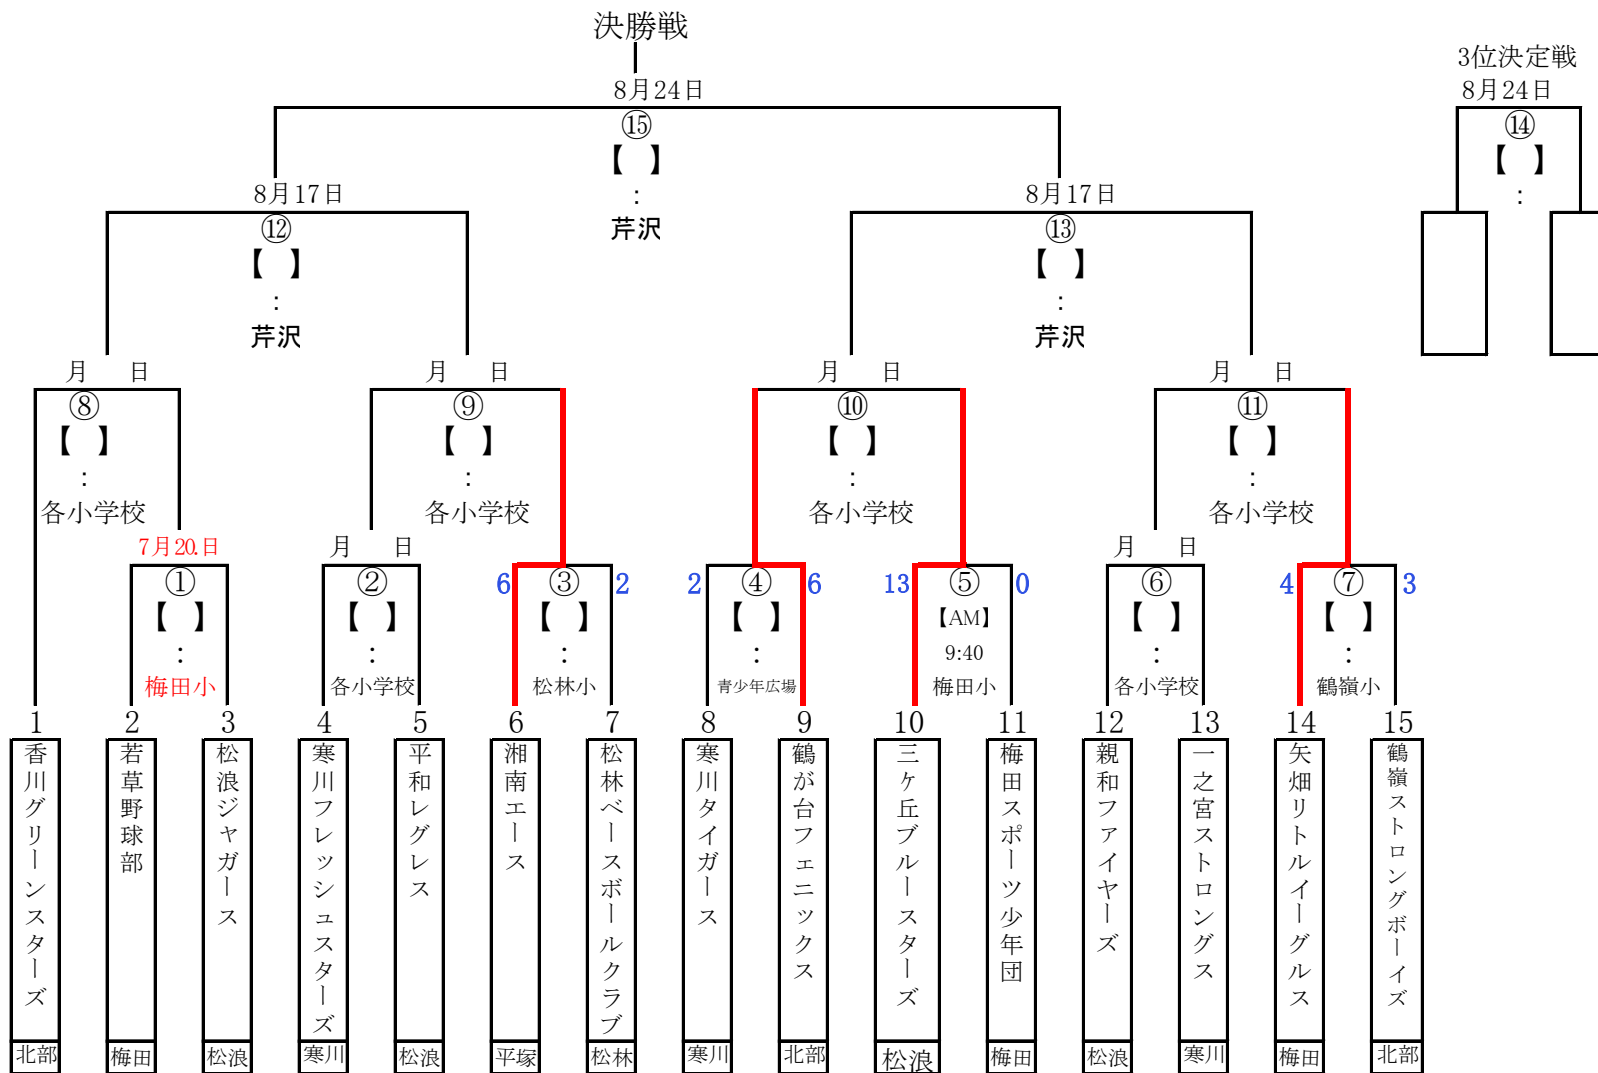 決勝戦
8月24日
⑮
【 】
:
芹沢
3位決定戦
8月24日
⑭
【 】
:
8月17日
⑫
【 】
:
芹沢
8月17日
⑬
【 】
:
芹沢
月 日
⑧
【 】
:
各小学校
月 日
⑨
【 】
:
各小学校
月 日
⑩
【 】
:
各小学校
月 日
⑪
【 】
:
各小学校
7月20.日
①
【 】
:
梅田小
月 日
②
【 】
:
各小学校
6 ③ 2
【 】
:
松林小
2 ④ 6
【 】
:
青少年広場
13 ⑤ 0
【AM】
9:40
梅田小
月 日
⑥
【 】
:
各小学校
4 ⑦ 3
【 】
:
鶴嶺小
1
香川グリーンスターズ
北部
2
若草野球部
梅田
3
松浪ジャガース
松浪
4
寒川フレッシュスターズ
寒川
5
平和レグレス
松浪
6
湘南エース
平塚
7
松林ベースボールクラブ
松林
8
寒川タイガース
寒川
9
鶴が台フェニックス
北部
10
三ケ丘ブルースターズ
松浪
11
梅田スポーツ少年団
梅田
12
親和ファイヤーズ
松浪
13
一之宮ストロングス
寒川
14
矢畑リトルイーグルス
梅田
15
鶴嶺ストロングボーイズ
北部